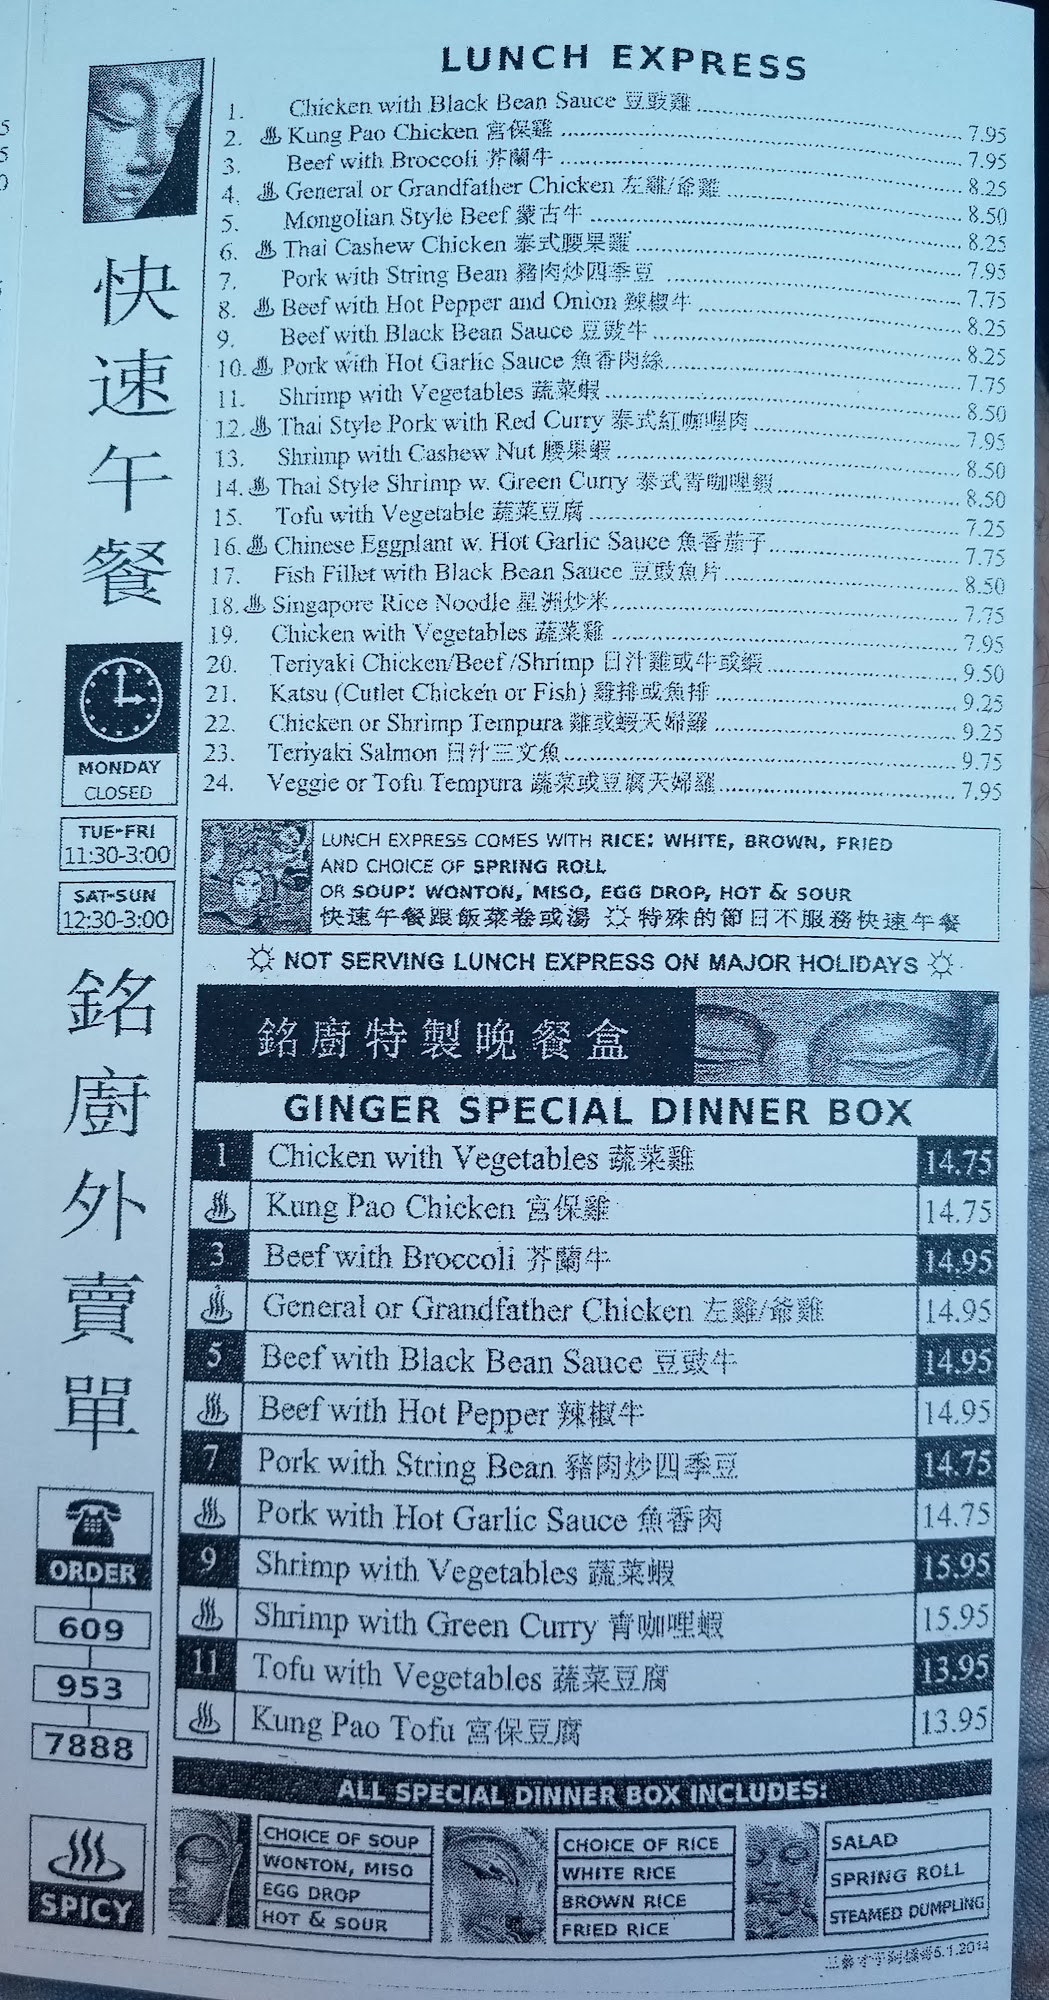 LUNCH EXPRESS
1. Chicken with Black Bean Sauce 豆豉雞 7.95
2. Kung Pao Chicken 宮保雞 7.95
3. Beef with Broccoli 芥蘭牛 8.25
4. General or Grandfather Chicken 左雞/爺雞 8.50
5. Mongolian Style Beef 蒙古牛 8.25
6. Thai Cashew Chicken 泰式腰果雞 7.95
7. Pork with String Bean 豬肉炒四季豆 7.75
8. Beef with Hot Pepper and Onion 辣椒牛 8.25
9. Beef with Black Bean Sauce 豆豉牛 8.25
10. Pork with Hot Garlic Sauce 魚香肉絲 7.75
11. Shrimp with Vegetables 蔬菜蝦 8.50
12. Thai Style Pork with Red Curry 泰式紅咖哩肉 7.95
13. Shrimp with Cashew Nut 腰果蝦 8.50
14. Thai Style Shrimp w. Green Curry 泰式青咖哩蝦 8.50
15. Tofu with Vegetable 蔬菜豆腐 7.25
16. Chinese Eggplant w. Hot Garlic Sauce 魚香茄子 7.75
17. Fish Fillet with Black Bean Sauce 豆豉魚片 8.50
18. Singapore Rice Noodle 星洲炒米 7.75
19. Chicken with Vegetables 蔬菜雞 7.95
20. Teriyaki Chicken/Beef/Shrimp 日汁雞或牛或蝦 9.50
21. Katsu (Cutlet Chicken or Fish) 雞排或魚排 9.25
22. Chicken or Shrimp Tempura 雞或蝦天婦羅 9.25
23. Teriyaki Salmon 日汁三文魚 9.75
24. Veggie or Tofu Tempura 蔬菜或豆腐天婦羅 7.95
快速午餐
MONDAY
CLOSED
TUE-FRI
11:30-3:00
SAT-SUN
12:30-3:00
LUNCH EXPRESS COMES WITH RICE: WHITE, BROWN, FRIED
AND CHOICE OF SPRING ROLL
OR SOUP: WONTON, MISO, EGG DROP, HOT & SOUR
快速午餐跟飯菜卷或湯 特殊的節日不服務快速午餐
NOT SERVING LUNCH EXPRESS ON MAJOR HOLIDAYS
銘廚外賣單
ORDER
609
953
7888
SPICY
銘廚特製晚餐盒
GINGER SPECIAL DINNER BOX
1 Chicken with Vegetables 蔬菜雞 14.75
Kung Pao Chicken 宮保雞 14.75
3 Beef with Broccoli 芥蘭牛 14.95
General or Grandfather Chicken 左雞/爺雞 14.95
5 Beef with Black Bean Sauce 豆豉牛 14.95
Beef with Hot Pepper 辣椒牛 14.95
7 Pork with String Bean 豬肉炒四季豆 14.75
Pork with Hot Garlic Sauce 魚香肉 14.75
9 Shrimp with Vegetables 蔬菜蝦 15.95
Shrimp with Green Curry 青咖哩蝦 15.95
11 Tofu with Vegetables 蔬菜豆腐 13.95
Kung Pao Tofu 宮保豆腐 13.95
ALL SPECIAL DINNER BOX INCLUDES:
CHOICE OF SOUP
WONTON, MISO
EGG DROP
HOT & SOUR
CHOICE OF RICE
WHITE RICE
BROWN RICE
FRIED RICE
SALAD
SPRING ROLL
STEAMED DUMPLING
5.1.2014